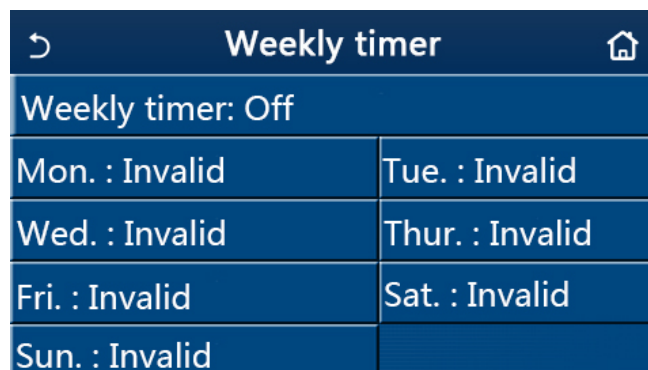 Weekly timer
Weekly timer: Off
Mon. : Invalid
Tue. : Invalid
Wed. : Invalid
Thur. : Invalid
Fri. : Invalid
Sat. : Invalid
Sun. : Invalid